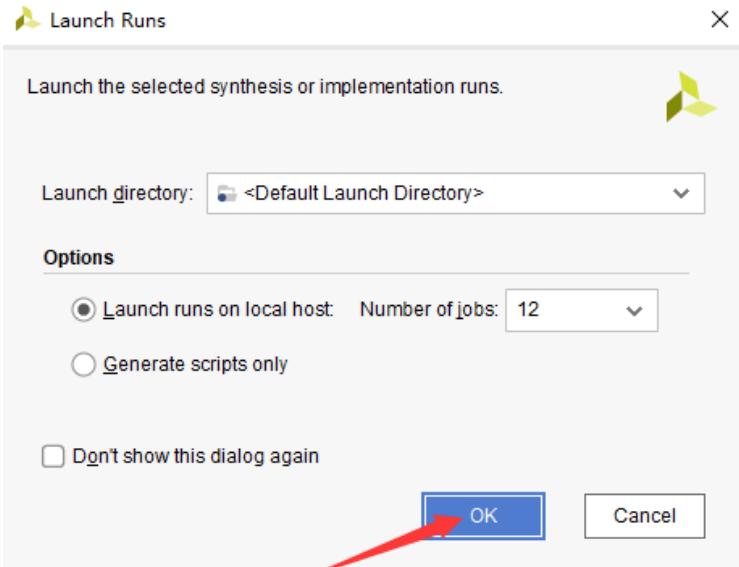 Launch Runs
Launch the selected synthesis or implementation runs.
Launch directory: <Default Launch Directory>
Options
Launch runs on local host: Number of jobs: 12
Generate scripts only
Don't show this dialog again
OK Cancel